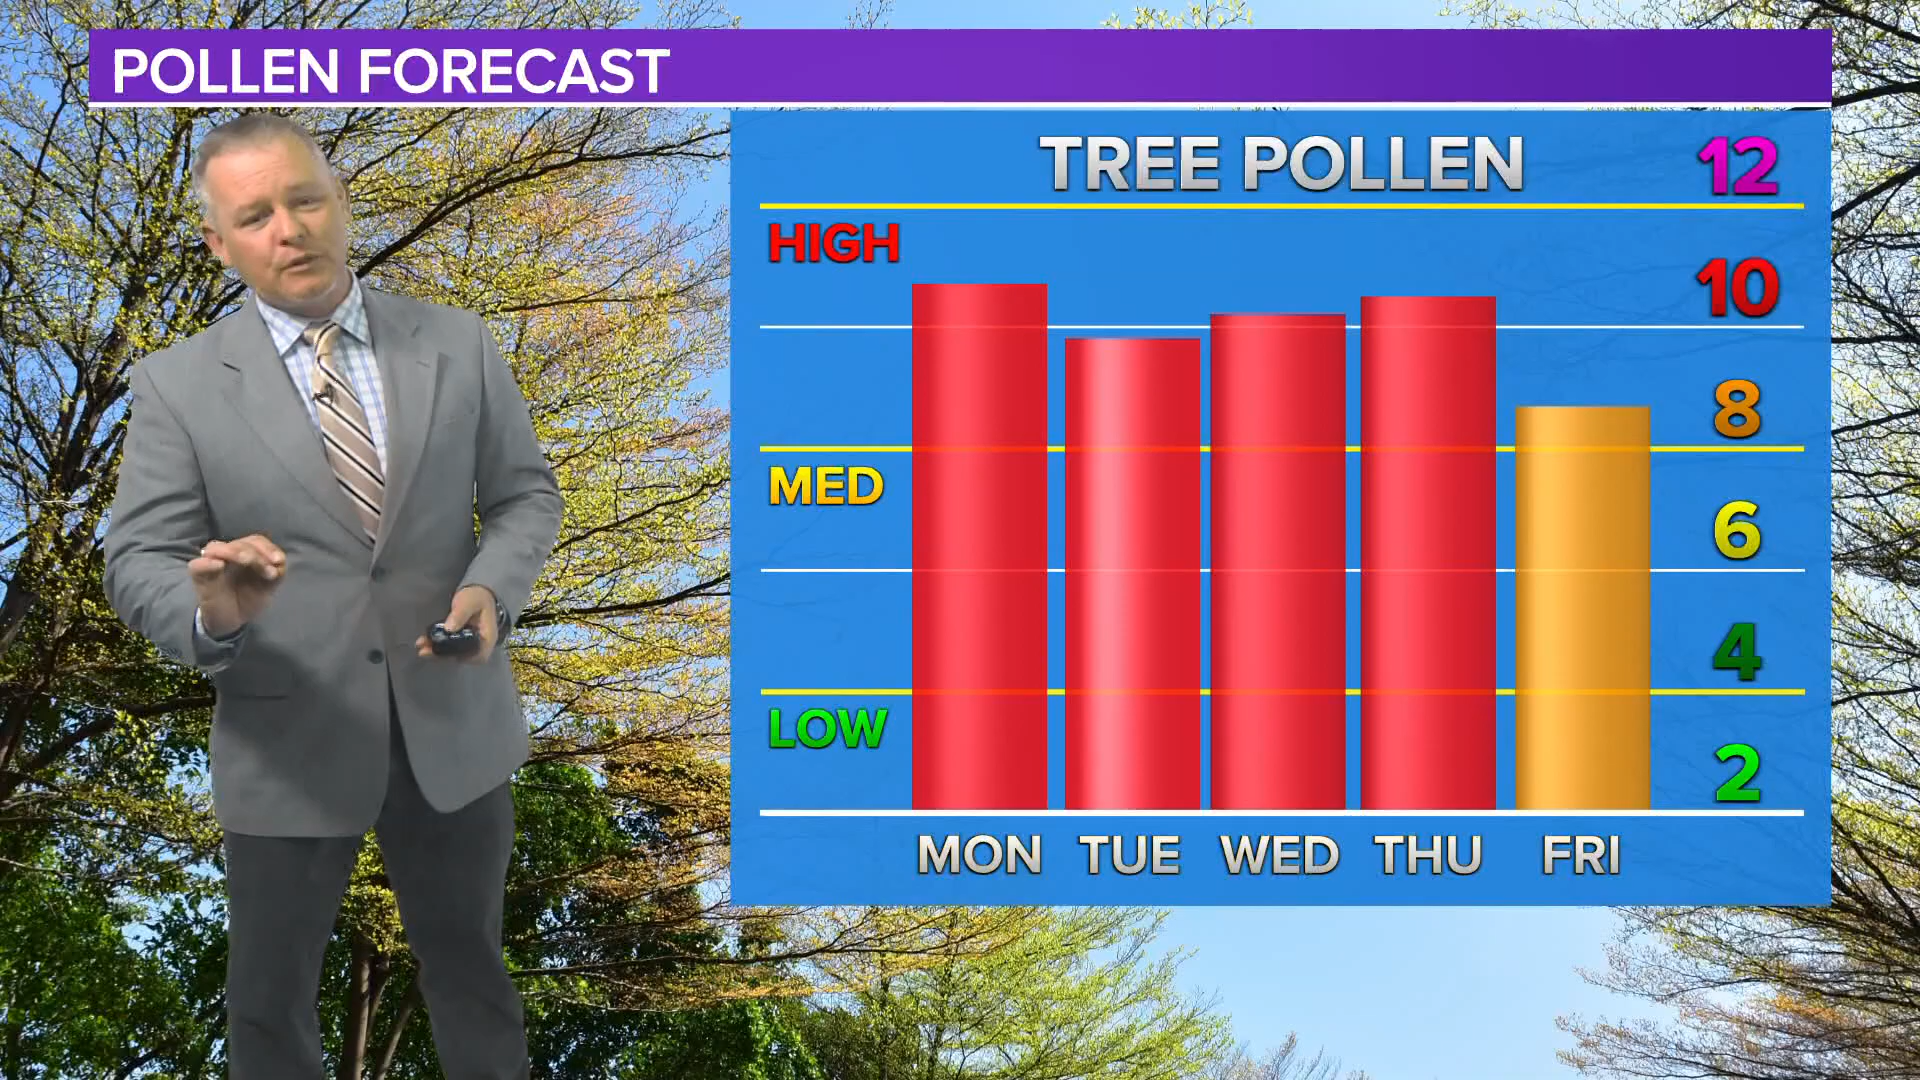 POLLEN FORECAST
TREE POLLEN
12
HIGH
10
8
MED
6
4
LOW
2
MON TUE WED THU FRI